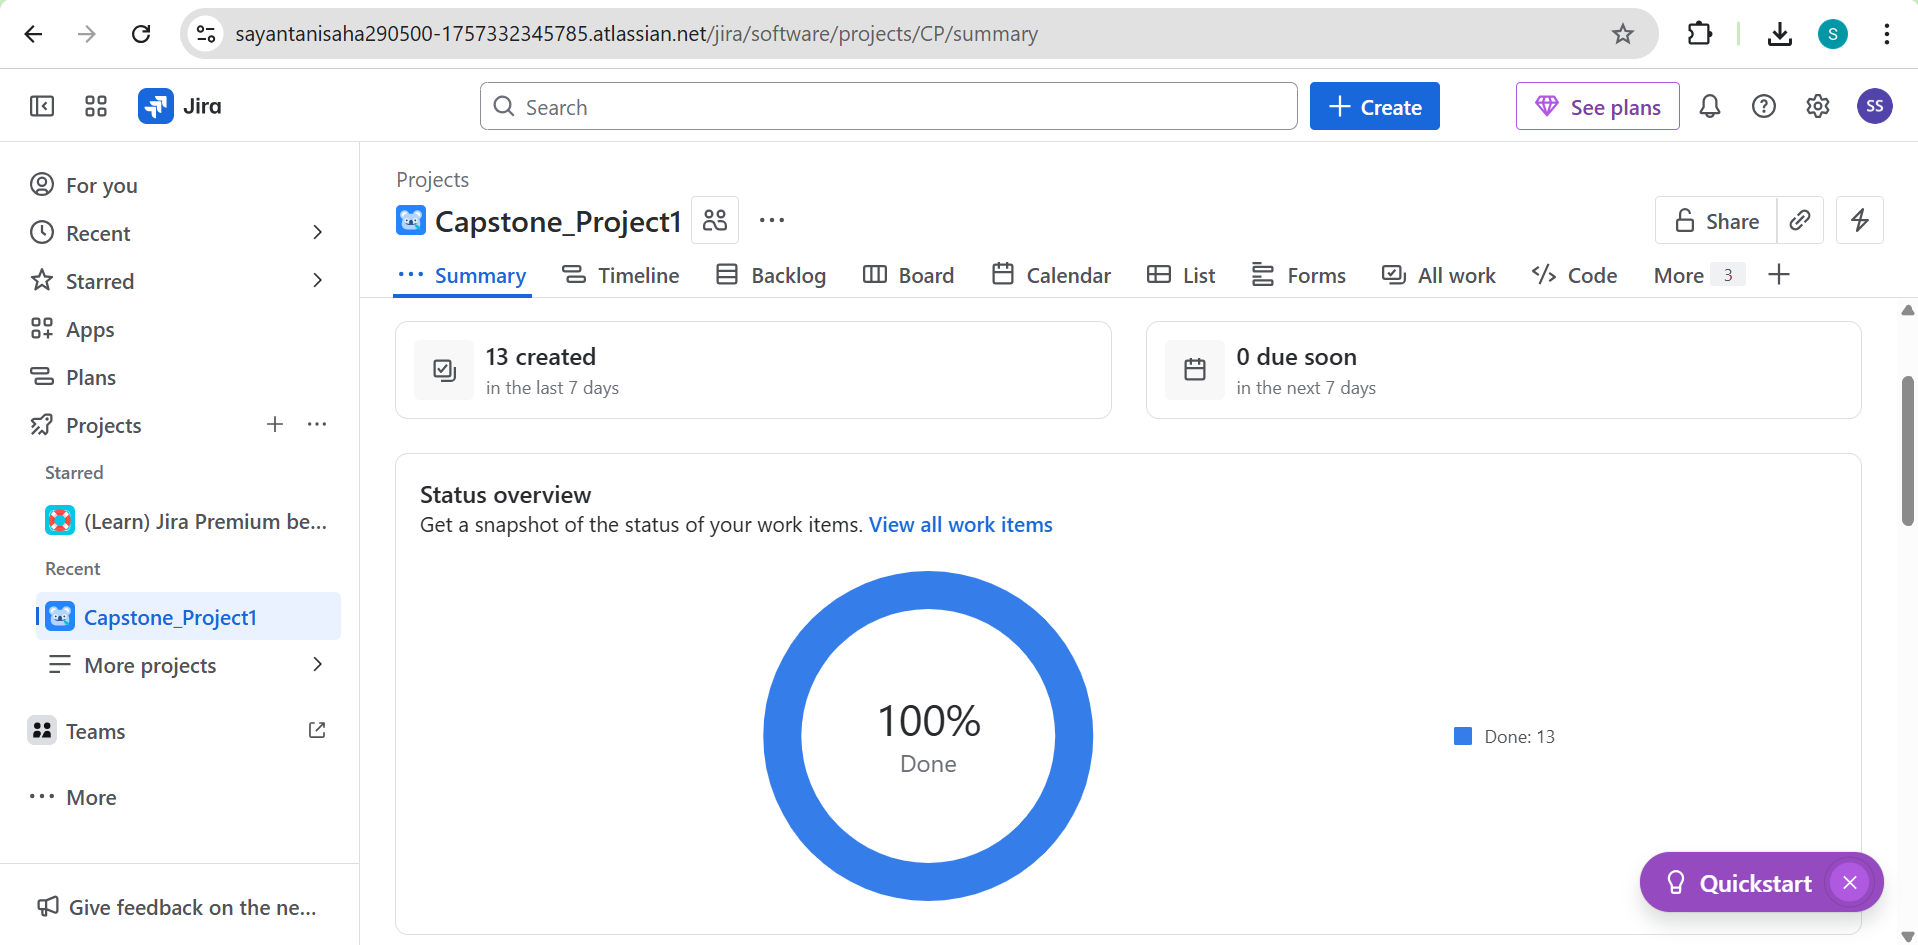 sayantanisaha290500-1757332345785.atlassian.net/jira/software/projects/CP/summary
S
Jira
Search
Create
See plans
SS
For you
Recent
Starred
Apps
Plans
Projects
Starred
(Learn) Jira Premium be...
Recent
Capstone_Project1
More projects
Teams
More
Give feedback on the ne...
Projects
Capstone_Project1
Share
Summary
Timeline
Backlog
Board
Calendar
List
Forms
All work
Code
More 3
13 created
in the last 7 days
0 due soon
in the next 7 days
Status overview
Get a snapshot of the status of your work items. View all work items
100%
Done
Done: 13
Quickstart